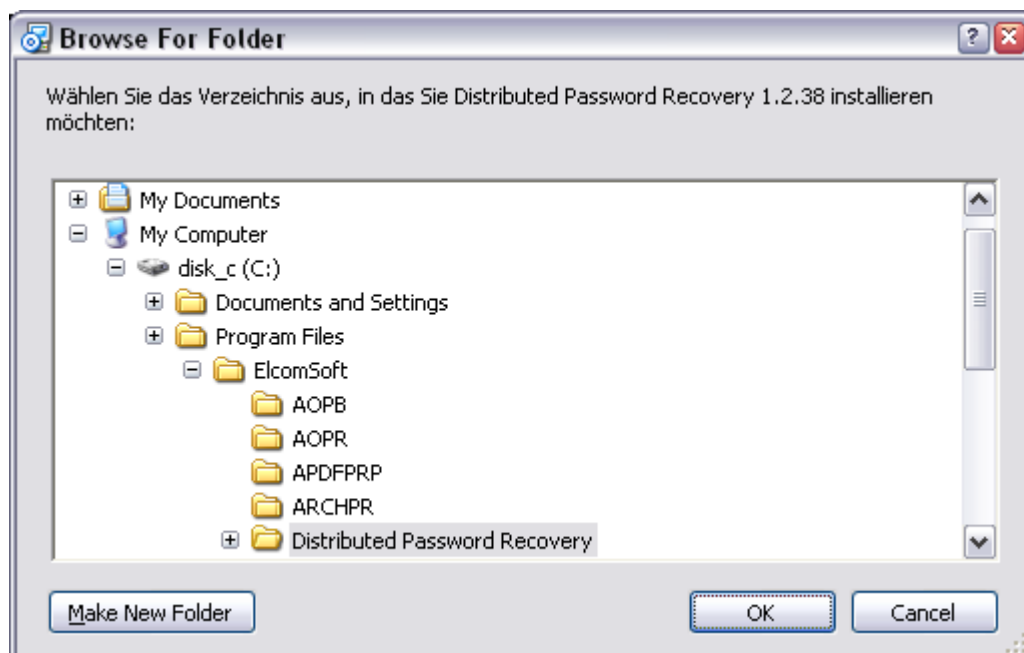 Browse For Folder
Wählen Sie das Verzeichnis aus, in das Sie Distributed Password Recovery 1.2.38 installieren
möchten:
My Documents
My Computer
disk_c (C:)
Documents and Settings
Program Files
ElcomSoft
AOPB
AOPR
APDFPRP
ARCHPR
Distributed Password Recovery
Make New Folder
OK
Cancel